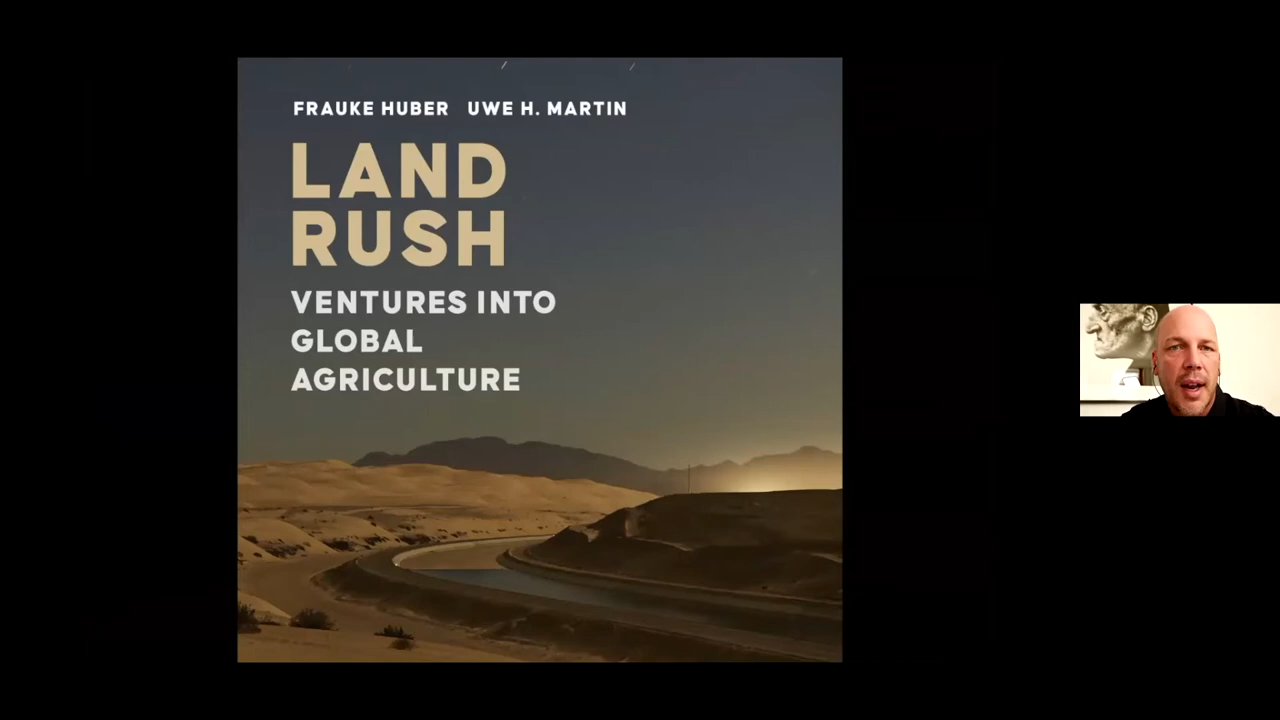 FRAUKE HUBER UWE H. MARTIN
LAND
RUSH
VENTURES INTO
GLOBAL
AGRICULTURE